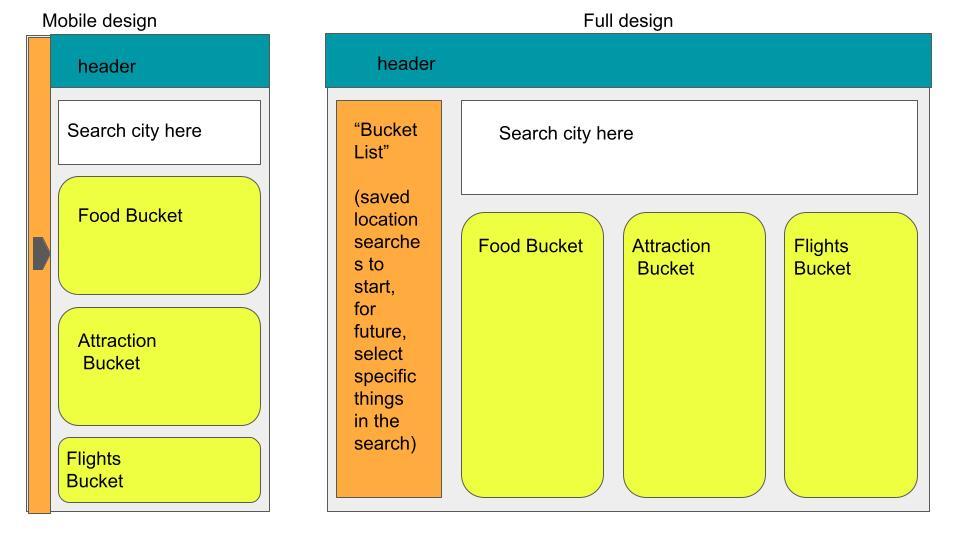 Mobile design
header
Search city here
Food Bucket
Attraction
Bucket
Flights
Bucket
Full design
header
“Bucket
List”
(saved
location
searche
s to
start,
for
future,
select
specific
things
in the
search)
Search city here
Food Bucket
Attraction
Bucket
Flights
Bucket